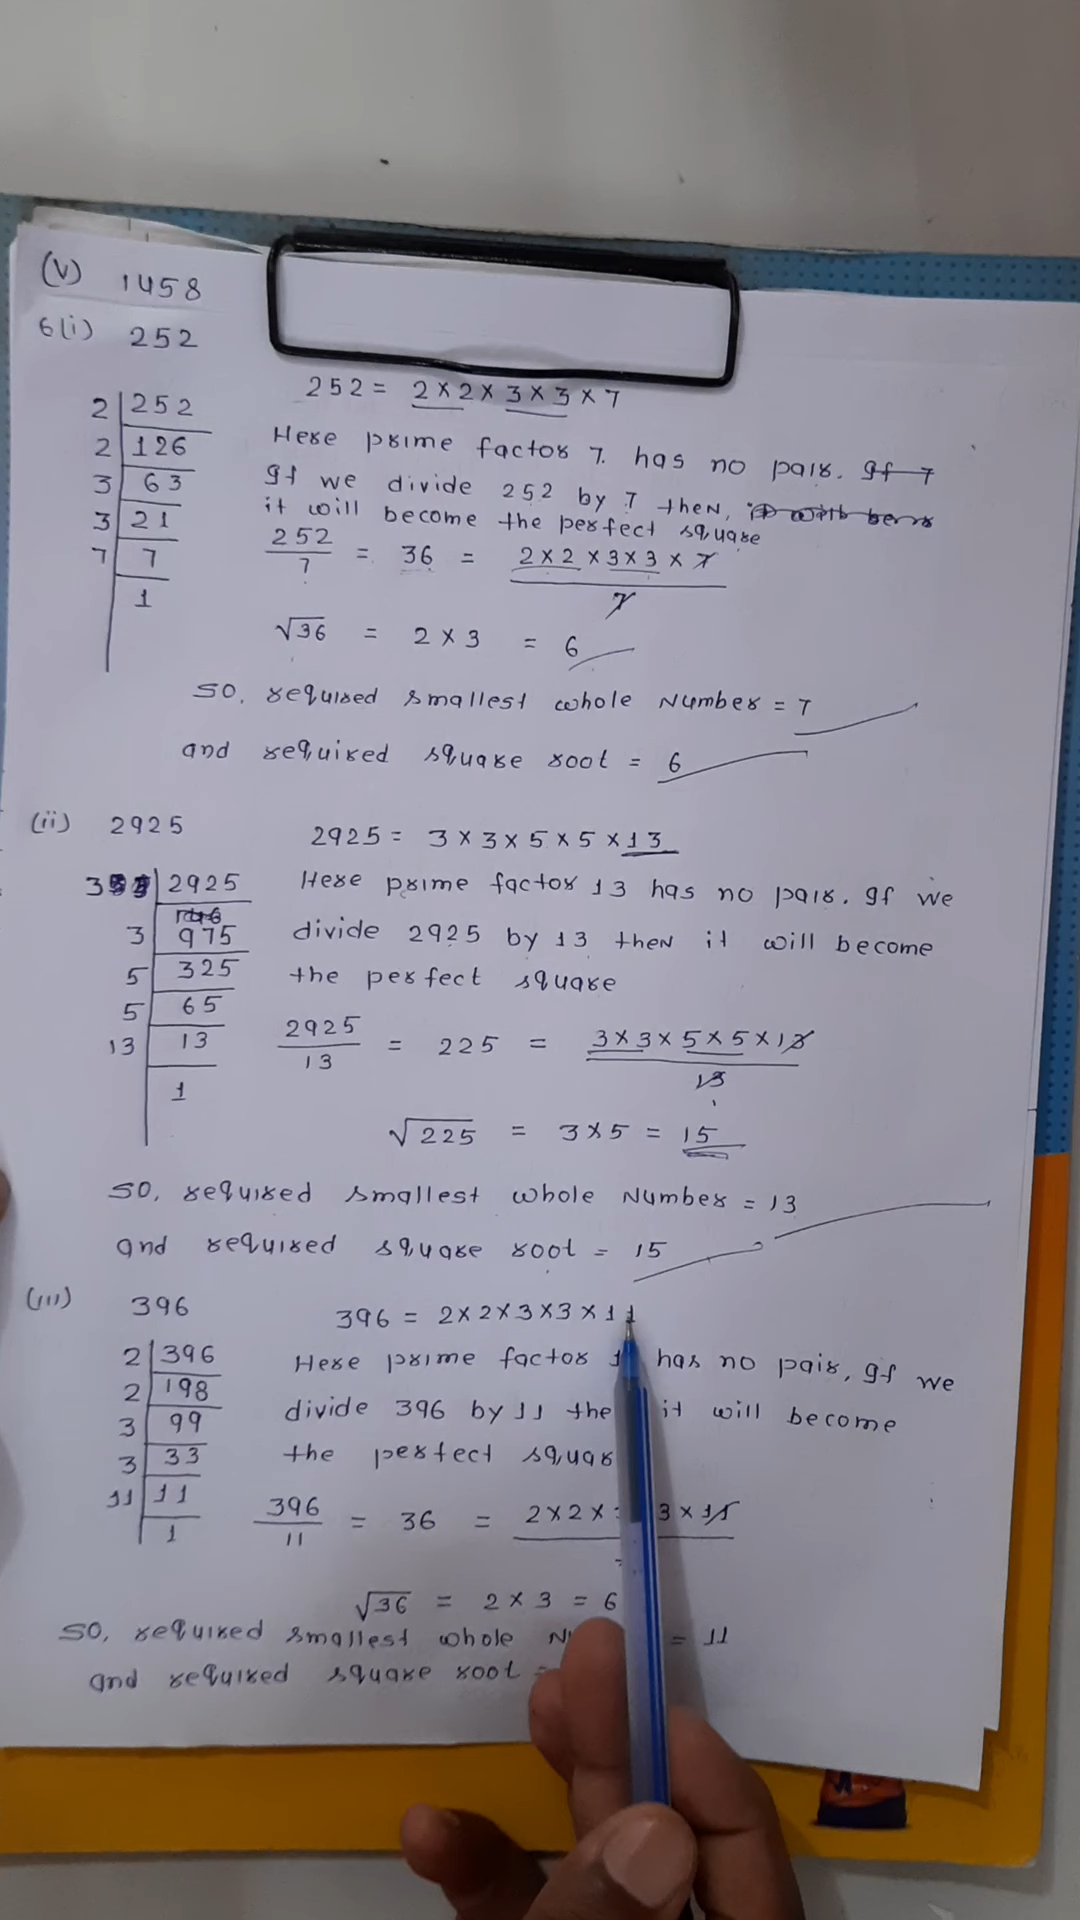 (V) 1458
6(i) 252
252 = 2×2×3×3×7
2 | 252
2 | 126
3 | 63
3 | 21
7 | 7
1
Here prime factor 7. has no pair. If 7
If we divide 252 by 7 then,
it will become the perfect square
252/7 = 36 = 2×2×3×3×7/7
√36 = 2×3 = 6
SO, required smallest whole Number = 7
and required square root = 6
(ii) 2925
2925 = 3×3×5×5×13
3 | 2925
3 | 975
5 | 325
5 | 65
13 | 13
1
Here prime factor 13 has no pair. If we
divide 2925 by 13 then it will become
the perfect square
2925/13 = 225 = 3×3×5×5×13/13
√225 = 3×5 = 15
SO, required smallest whole Number = 13
and required square root = 15
(iii) 396
396 = 2×2×3×3×11
2 | 396
2 | 198
3 | 99
3 | 33
11 | 11
1
Here prime factor has no pair, If we
divide 396 by 11 the it will become
the perfect squar
396/11 = 36 = 2×2× 3×11
√36 = 2×3 = 6
SO, required smallest whole = 11
and required square root =